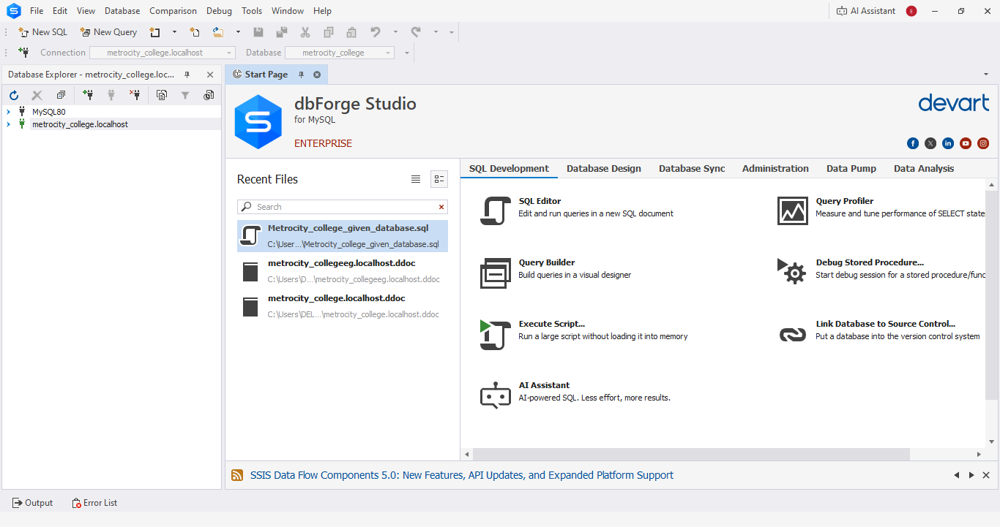 File Edit View Database Comparison Debug Tools Window Help
AI Assistant E
New SQL New Query
Connection metrocity_college.localhost Database metrocity_college
Database Explorer - metrocity_college.loc...
MySQL80
metrocity_college.localhost
Start Page
dbForge Studio
for MySQL
ENTERPRISE
devart
Recent Files
Search
Metrocity_college_given_database.sql
C:\User...\Metrocity_college_given_database.sql
metrocity_collegeeg.localhost.ddoc
C:\Users\D...\metrocity_collegeeg.localhost.ddoc
metrocity_college.localhost.ddoc
C:\Users\DEL...\metrocity_college.localhost.ddoc
SQL Development Database Design Database Sync Administration Data Pump Data Analysis
SQL Editor
Edit and run queries in a new SQL document
Query Profiler
Measure and tune performance of SELECT state
Query Builder
Build queries in a visual designer
Debug Stored Procedure...
Start debug session for a stored procedure/func
Execute Script...
Run a large script without loading it into memory
Link Database to Source Control...
Put a database into the version control system
AI Assistant
AI-powered SQL. Less effort, more results.
SSIS Data Flow Components 5.0: New Features, API Updates, and Expanded Platform Support
Output Error List